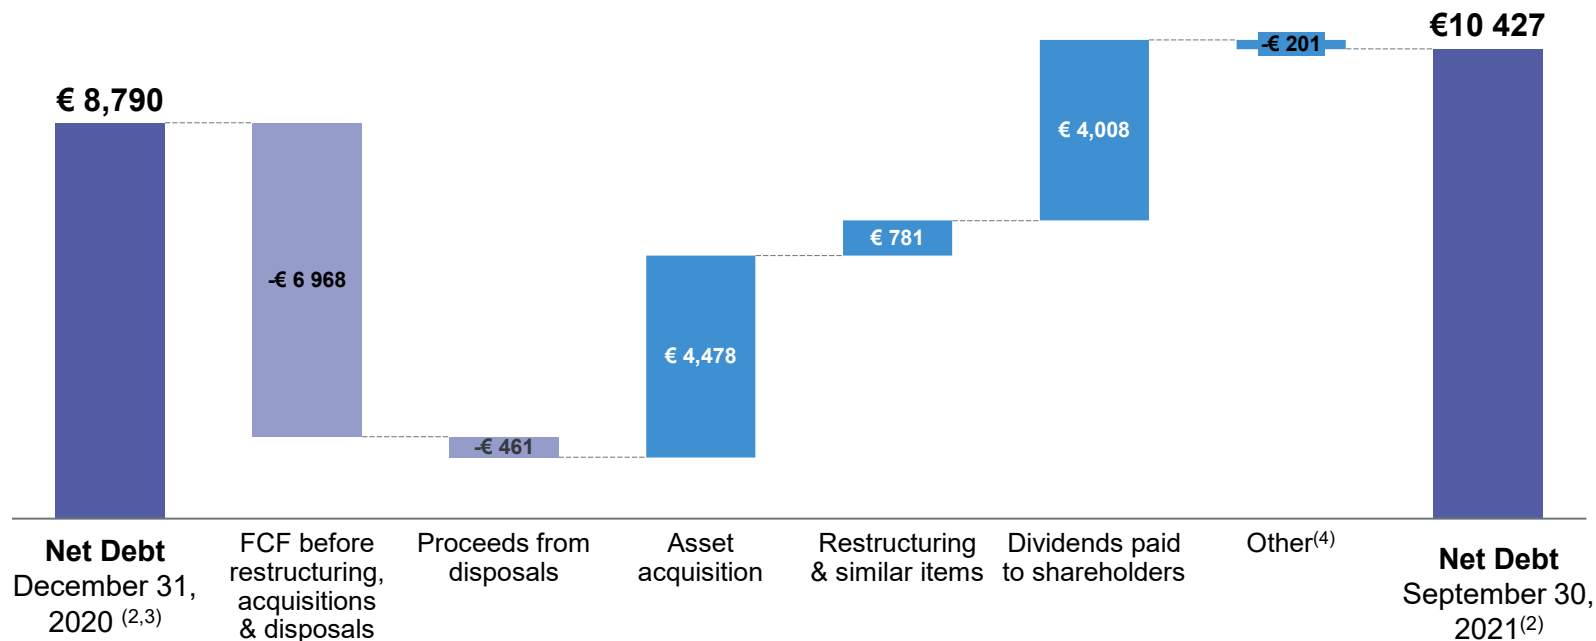 € 8,790
-€ 6 968
-€ 461
€ 4,478
€ 781
€ 4,008
-€ 201
€10 427
Net Debt
December 31,
2020 (2,3)
FCF before
restructuring,
acquisitions
& disposals
Proceeds from
disposals
Asset
acquisition
Restructuring
& similar items
Dividends paid
to shareholders
Other(4)
Net Debt
September 30,
2021(2)